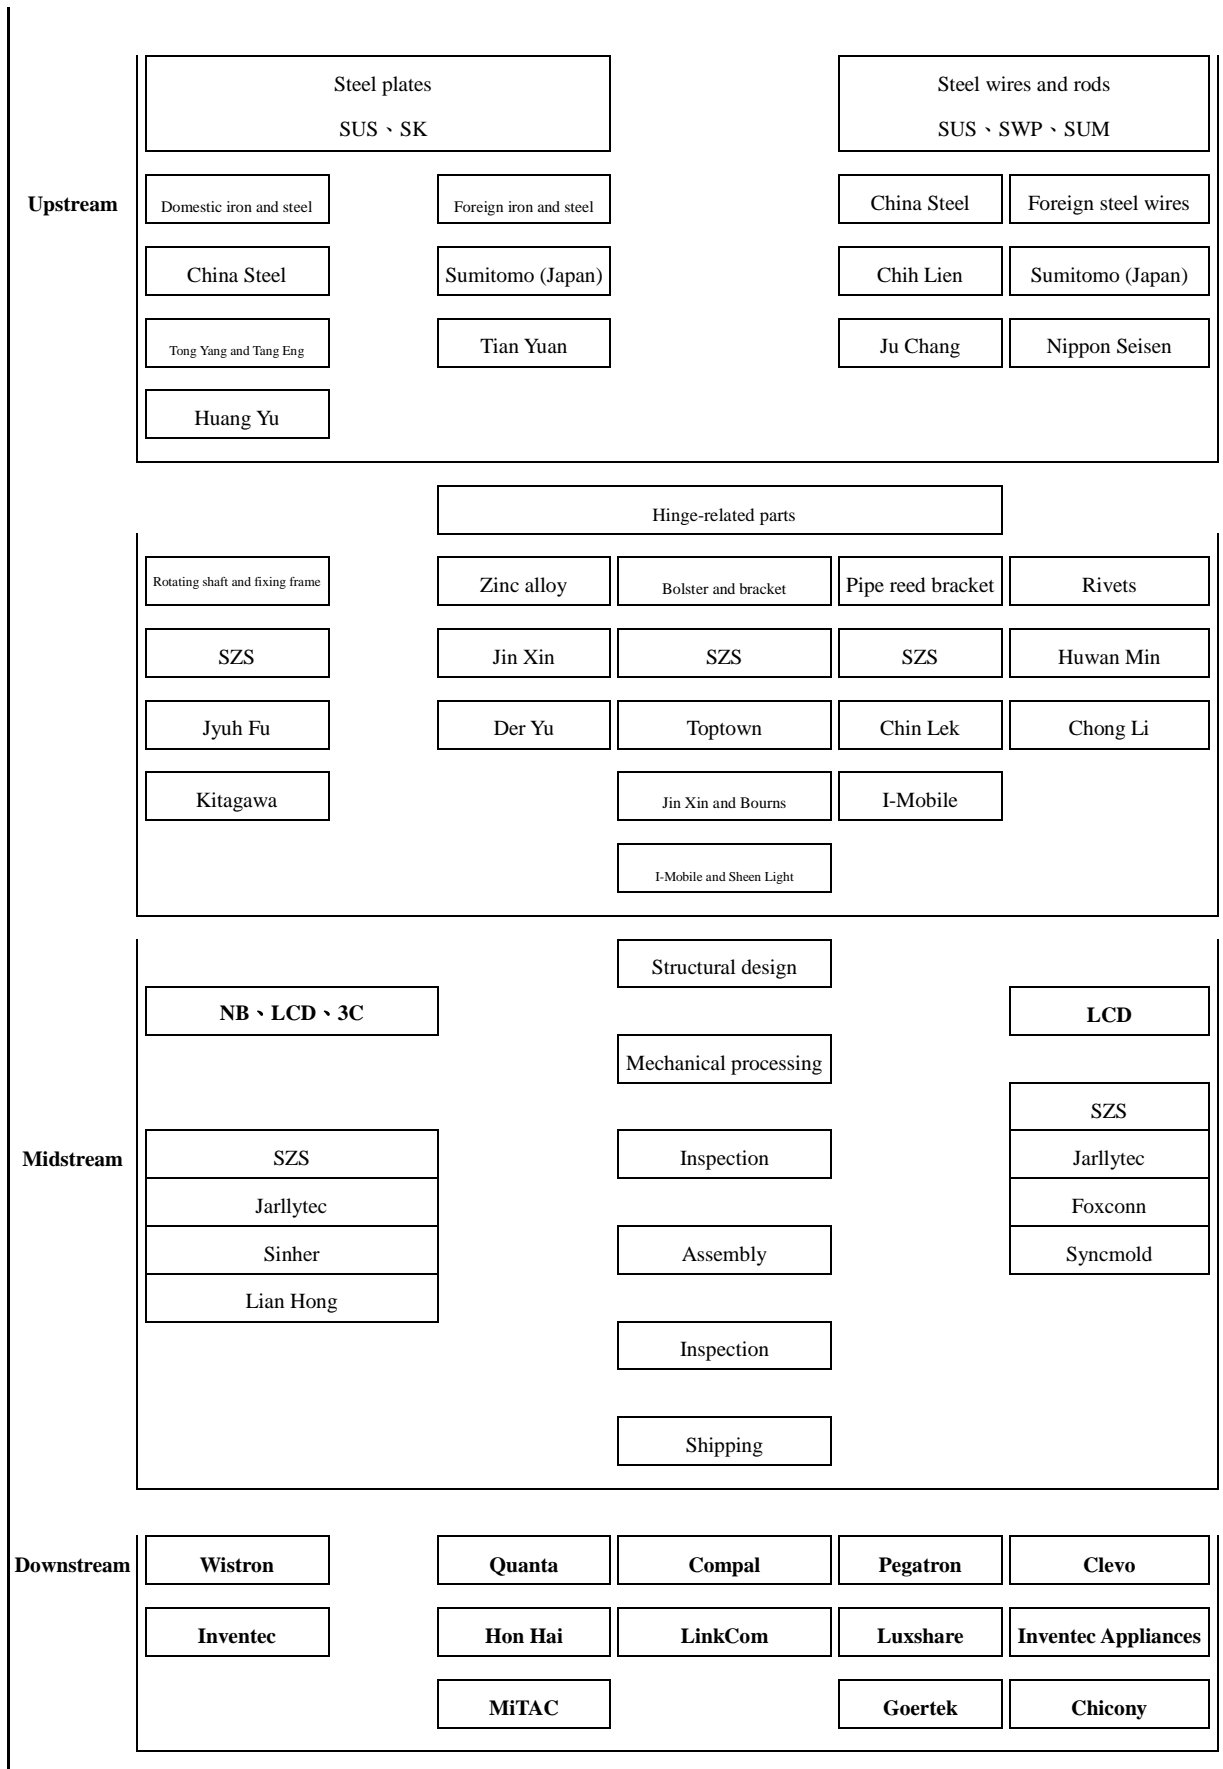 Steel plates
SUS、SK
Steel wires and rods
SUS、SWP、SUM
Upstream
Domestic iron and steel
Foreign iron and steel
China Steel
Foreign steel wires
China Steel
Sumitomo (Japan)
Chih Lien
Sumitomo (Japan)
Tong Yang and Tang Eng
Tian Yuan
Ju Chang
Nippon Seisen
Huang Yu
Hinge-related parts
Rotating shaft and fixing frame
Zinc alloy
Bolster and bracket
Pipe reed bracket
Rivets
SZS
Jin Xin
SZS
SZS
Huwan Min
Jyuh Fu
Der Yu
Toptown
Chin Lek
Chong Li
Kitagawa
Jin Xin and Bourns
I-Mobile
I-Mobile and Sheen Light
Structural design
NB、LCD、3C
LCD
Mechanical processing
SZS
Midstream
SZS
Inspection
Jarllytec
Jarllytec
Foxconn
Sinher
Assembly
Syncmold
Lian Hong
Inspection
Shipping
Downstream
Wistron
Quanta
Compal
Pegatron
Clevo
Inventec
Hon Hai
LinkCom
Luxshare
Inventec Appliances
MiTAC
Goertek
Chicony